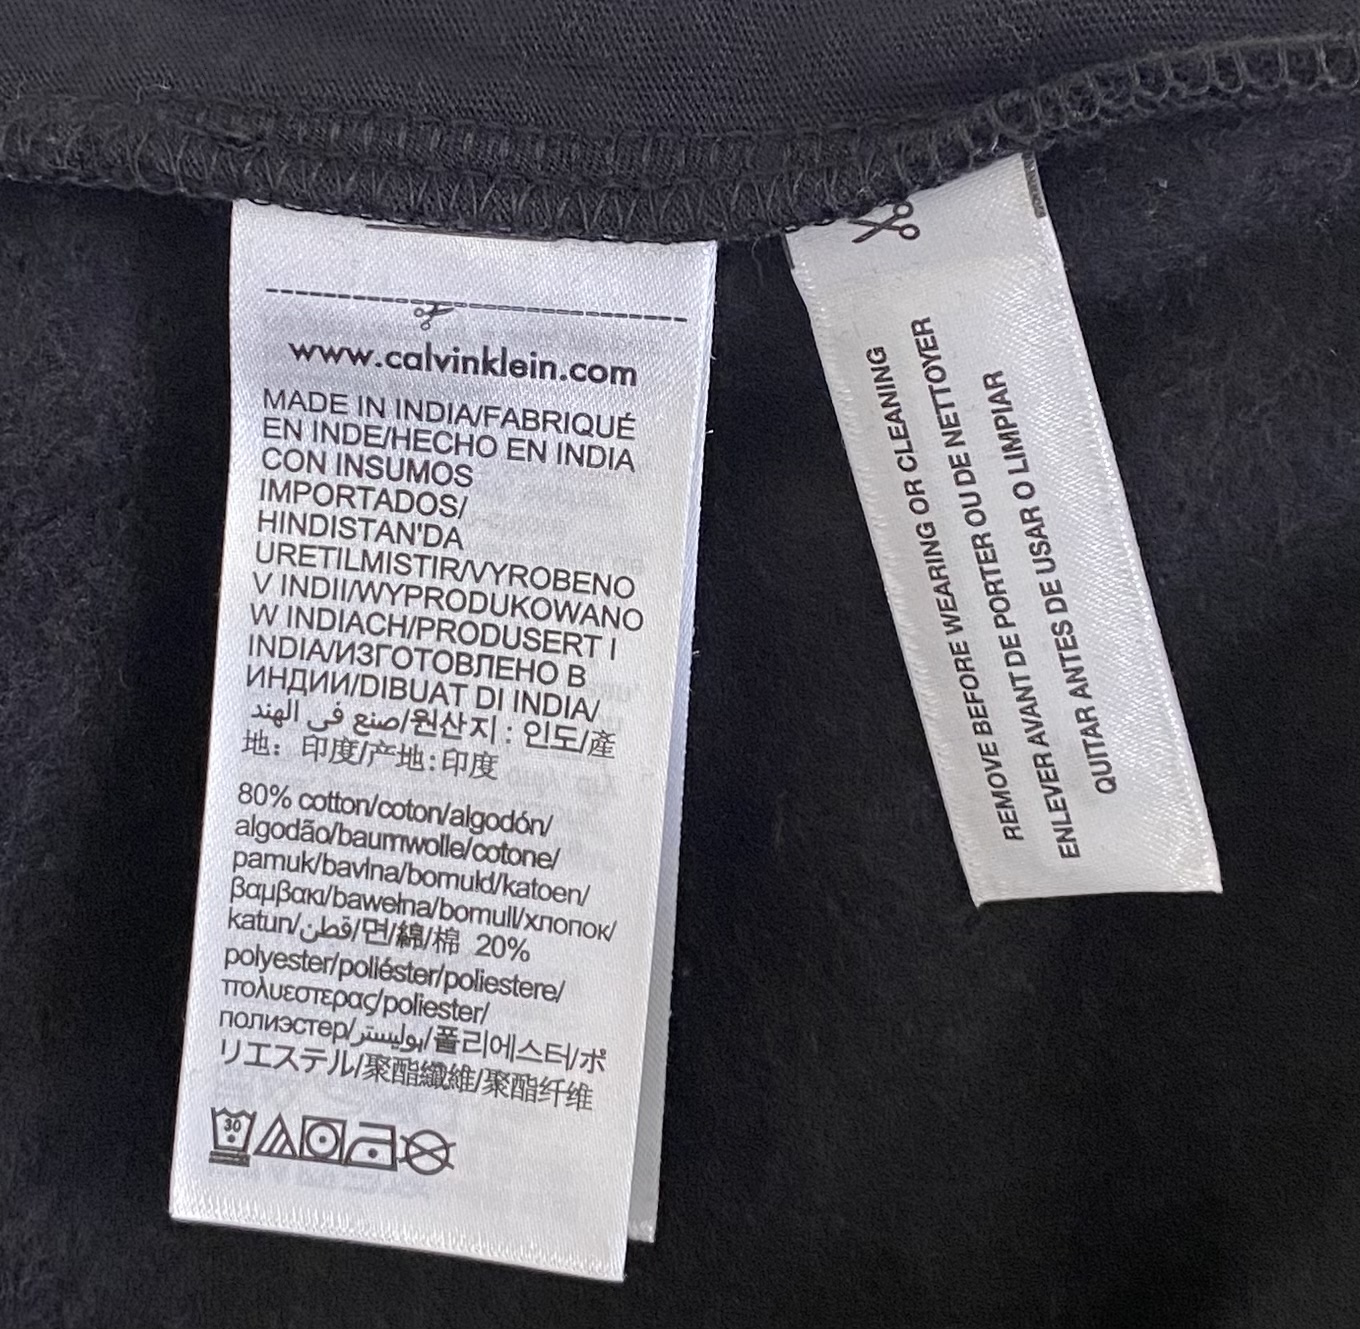 www.calvinklein.com
MADE IN INDIA/FABRIQUÉ
EN INDE/HECHO EN INDIA
CON INSUMOS
IMPORTADOS/
HINDISTAN'DA
URETILMISTIR/VYROBENO
V INDII/WYPRODUKOWANO
W INDIACH/PRODUSERT I
INDIA/ИЗГОТОВЛЕНО В
ИНДИИ/DIBUAT DI INDIA/
صنع في الهند/원산지 : 인도/產
地：印度/产地:印度
80% cotton/coton/algodón/
algodão/baumwolle/cotone/
pamuk/bavlna/bomuld/katoen/
βαμβακι/bawełna/bomull/хлопок/
katun/قطن/면/綿/棉 20%
polyester/poliéster/poliestere/
πολυεστερας/poliester/
полиэстер/بوليستر/폴리에스터/ポ
リエステル/聚酯纖維/聚酯纤维
30
REMOVE BEFORE WEARING OR CLEANING
ENLEVER AVANT DE PORTER OU DE NETTOYER
QUITAR ANTES DE USAR O LIMPIAR